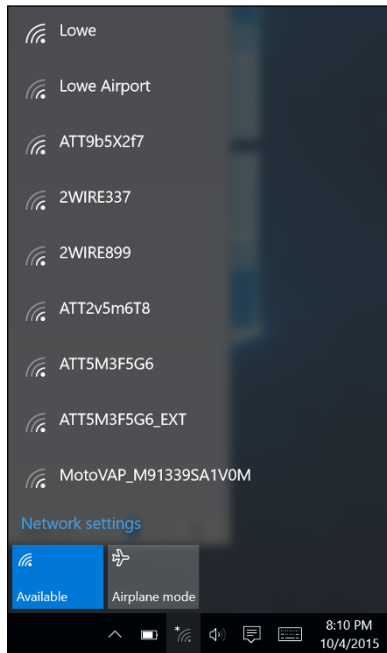 Lowe
Lowe Airport
ATT9b5X2f7
2WIRE337
2WIRE899
ATT2v5m6T8
ATT5M3F5G6
ATT5M3F5G6_EXT
MotoVAP_M91339SA1V0M
Network settings
Available Airplane mode
8:10 PM
10/4/2015